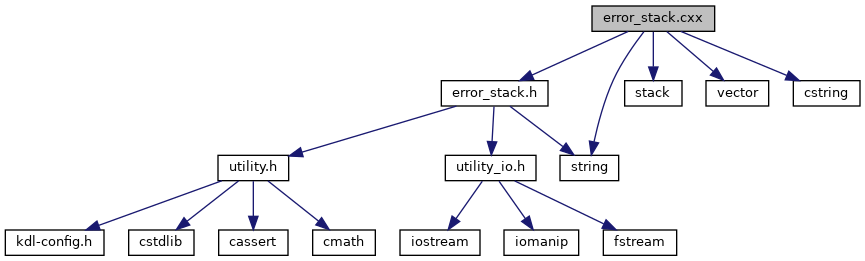 error_stack.cxx
error_stack.h
stack
vector
cstring
utility.h
utility_io.h
string
kdl-config.h
cstdlib
cassert
cmath
iostream
iomanip
fstream